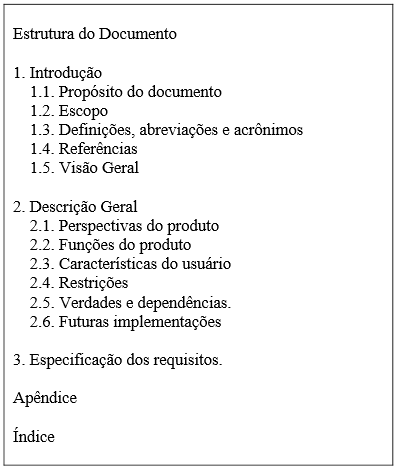 Estrutura do Documento
1. Introdução
1.1. Propósito do documento
1.2. Escopo
1.3. Definições, abreviações e acrônimos
1.4. Referências
1.5. Visão Geral
2. Descrição Geral
2.1. Perspectivas do produto
2.2. Funções do produto
2.3. Características do usuário
2.4. Restrições
2.5. Verdades e dependências.
2.6. Futuras implementações
3. Especificação dos requisitos.
Apêndice
Índice